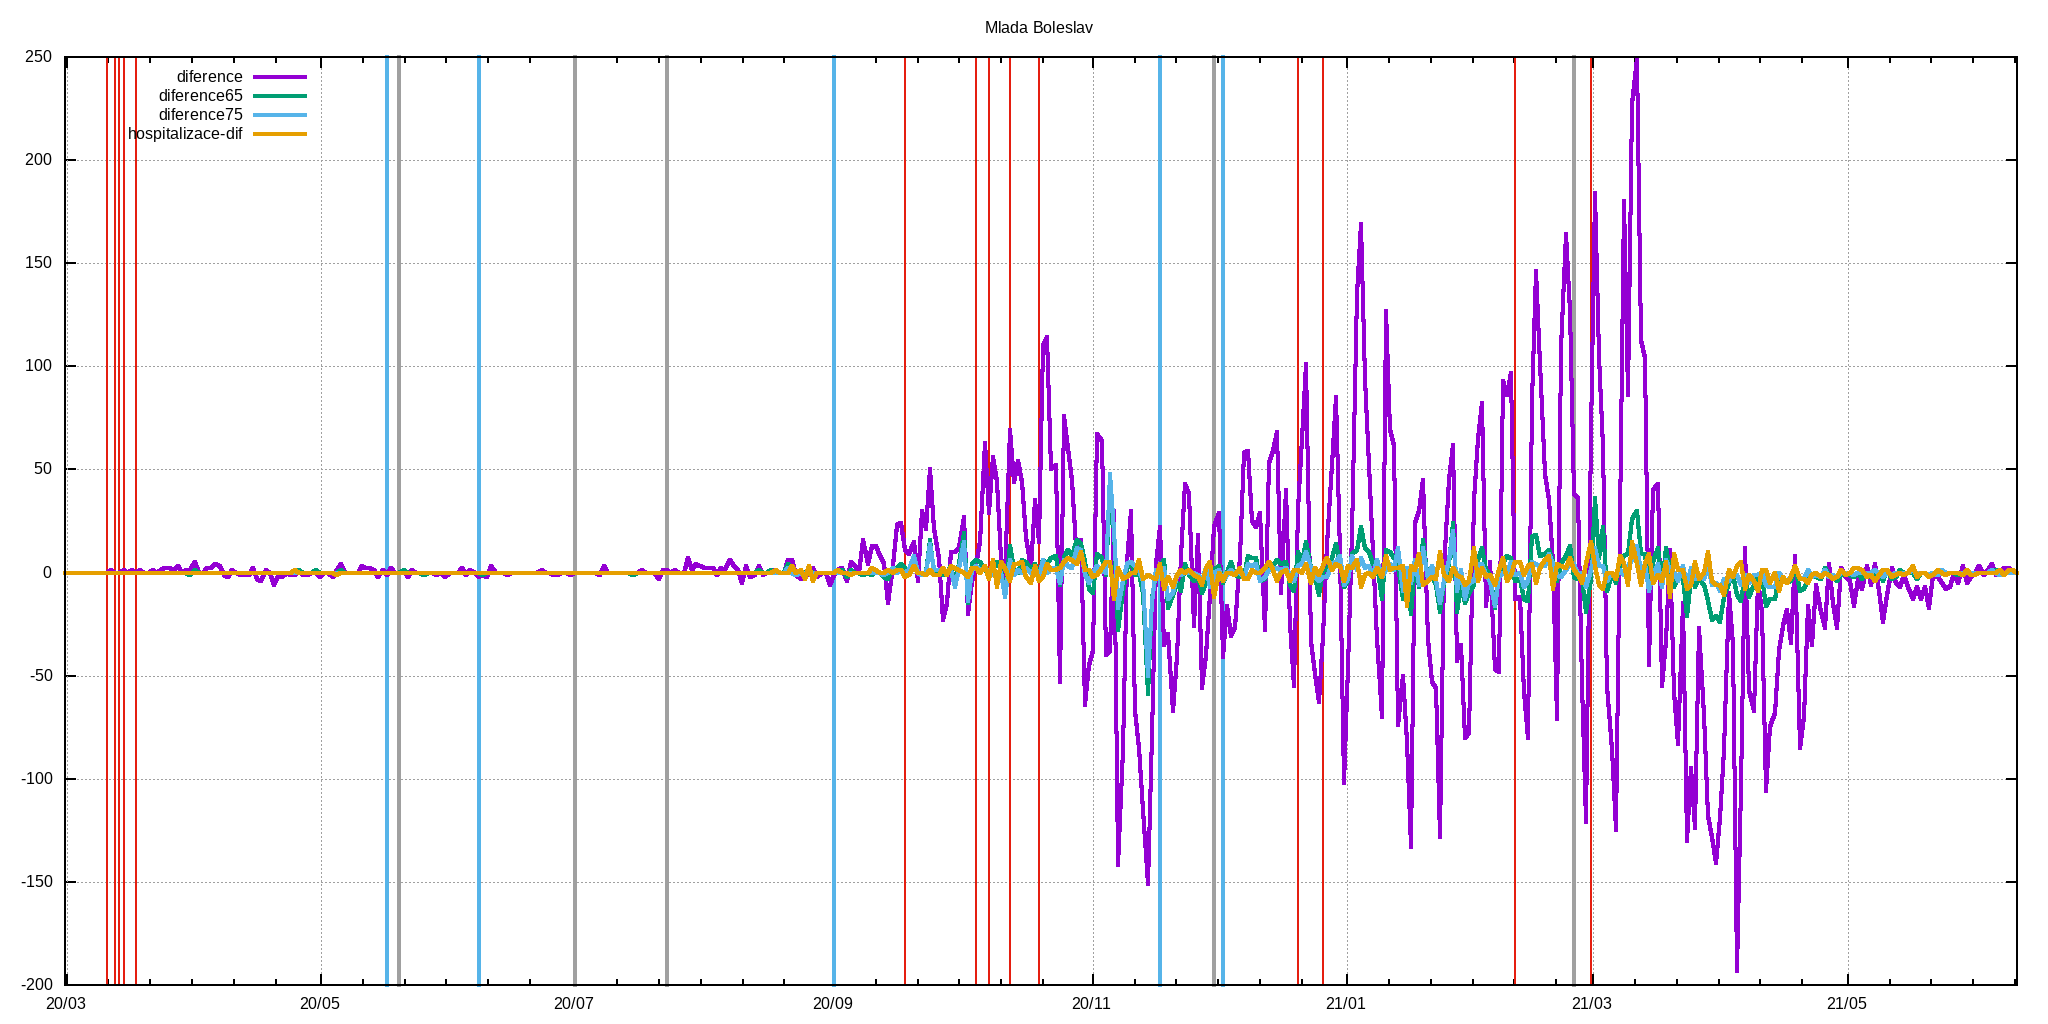 Mlada Boleslav
250
diference
diference65
diference75
hospitalizace-dif
200
150
100
50
0
-50
-100
-150
-200
20/03 20/05 20/07 20/09 20/11 21/01 21/03 21/05